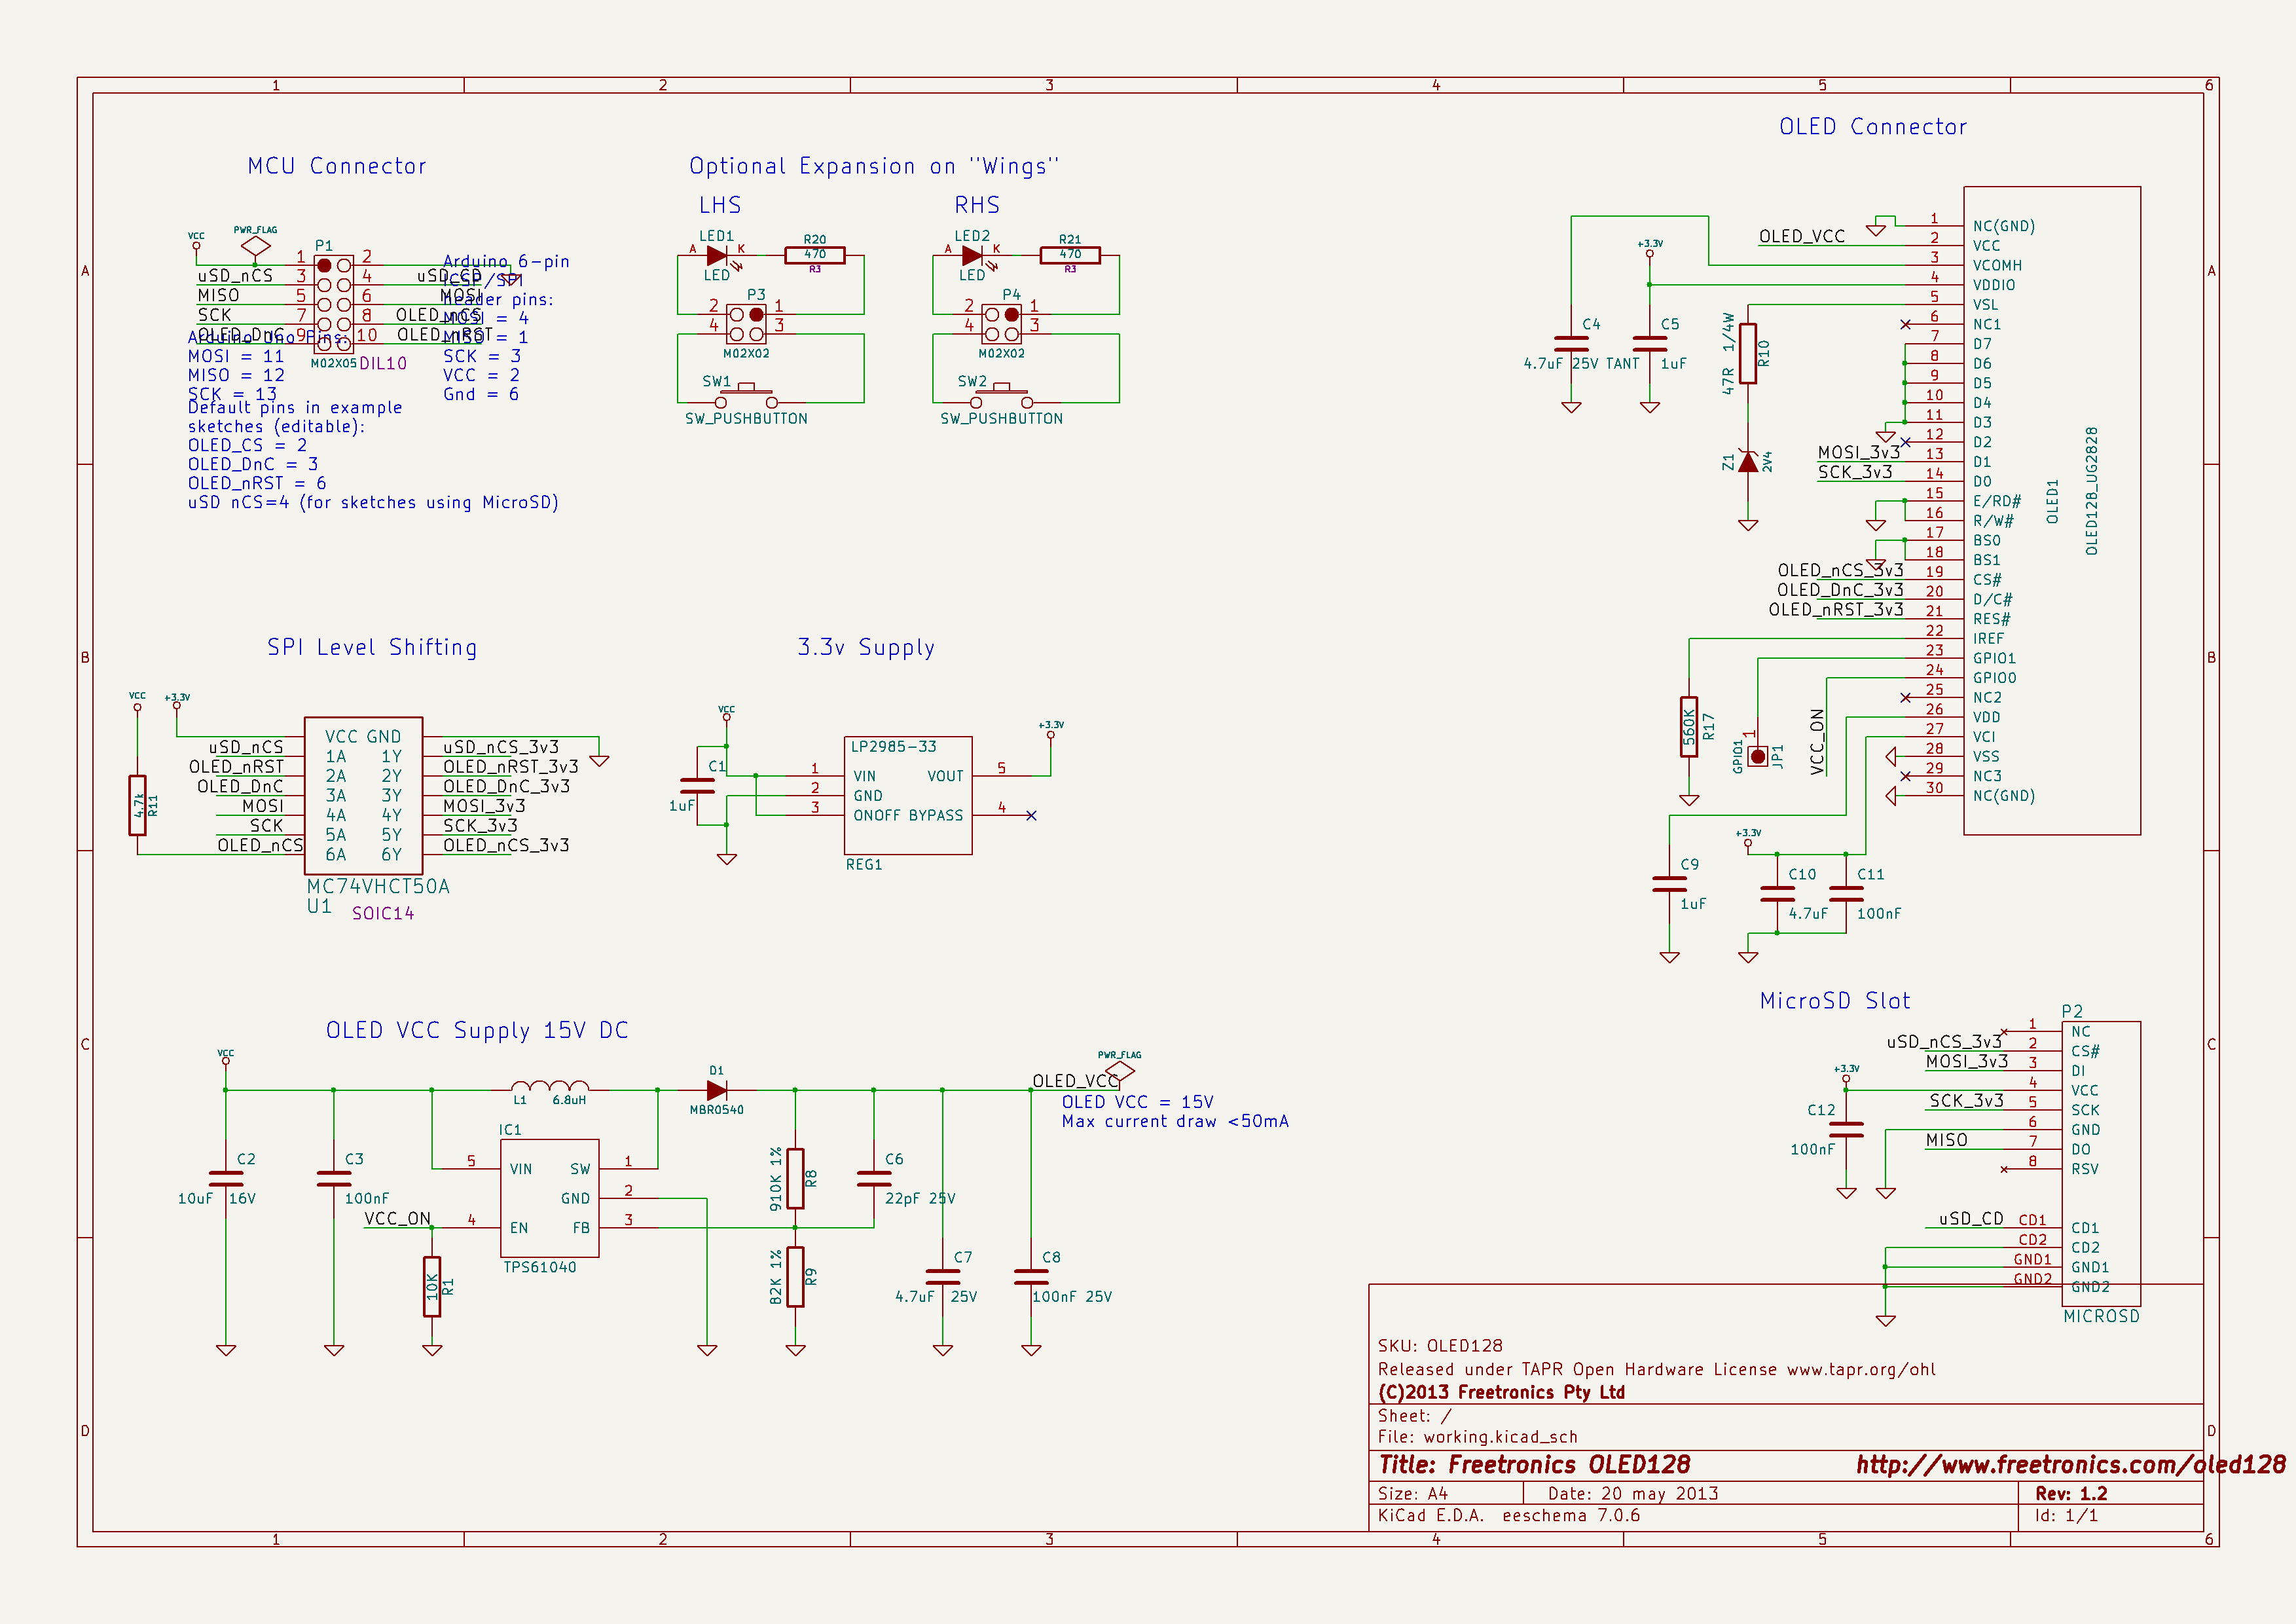 1 2 3 4 5 6
A
B
C
D
MCU Connector
VCC
PWR_FLAG
P1
1 2
uSD_nCS 3 4 uSD_CD
MISO 5 6 MOSI
SCK 7 8 OLED_nCS
OLED_DnC 9 10 OLED_nRST
M02X05 DIL10
Arduino 6-pin
ICSP/SPI
header pins:
MOSI = 4
MISO = 1
SCK = 3
VCC = 2
Gnd = 6
Arduino Uno Pins:
MOSI = 11
MISO = 12
SCK = 13
Default pins in example
sketches (editable):
OLED_CS = 2
OLED_DnC = 3
OLED_nRST = 6
uSD nCS=4 (for sketches using MicroSD)
Optional Expansion on "Wings"
LHS
LED1
A K
LED
R20
470
R3
P3
2 1
4 3
M02X02
SW1
SW_PUSHBUTTON
RHS
LED2
A K
LED
R21
470
R3
P4
2 1
4 3
M02X02
SW2
SW_PUSHBUTTON
OLED Connector
OLED_VCC
+3.3V
C4
4.7uF 25V TANT
C5
1uF
47R 1/4W
R10
Z1
2V4
1 NC(GND)
2 VCC
3 VCOMH
4 VDDIO
5 VSL
6 NC1
7 D7
8 D6
9 D5
10 D4
11 D3
12 D2
MOSI_3v3 13 D1
SCK_3v3 14 D0
15 E/RD#
16 R/W#
17 BS0
18 BS1
OLED_nCS_3v3 19 CS#
OLED_DnC_3v3 20 D/C#
OLED_nRST_3v3 21 RES#
22 IREF
23 GPIO1
24 GPIO0
25 NC2
26 VDD
27 VCI
28 VSS
29 NC3
30 NC(GND)
OLED1
OLED128_UG2828
560K
R17
GPIO1
1
JP1
VCC_ON
C9
1uF
+3.3V
C10
4.7uF
C11
100nF
SPI Level Shifting
VCC
+3.3V
4.7k
R11
VCC GND
uSD_nCS 1A 1Y uSD_nCS_3v3
OLED_nRST 2A 2Y OLED_nRST_3v3
OLED_DnC 3A 3Y OLED_DnC_3v3
MOSI 4A 4Y MOSI_3v3
SCK 5A 5Y SCK_3v3
OLED_nCS 6A 6Y OLED_nCS_3v3
MC74VHCT50A
U1
SOIC14
3.3v Supply
VCC
C1
1uF
LP2985-33
+3.3V
1 VIN VOUT 5
2 GND
3 ONOFF BYPASS 4
REG1
OLED VCC Supply 15V DC
VCC
C2
10uF 16V
C3
100nF
L1 6.8uH
D1
MBR0540
IC1
5 VIN SW 1
GND 2
VCC_ON 4 EN FB 3
TPS61040
10K
R1
910K 1%
R8
82K 1%
R9
C6
22pF 25V
C7
4.7uF 25V
C8
100nF 25V
PWR_FLAG
OLED_VCC
OLED VCC = 15V
Max current draw <50mA
MicroSD Slot
P2
1 NC
uSD_nCS_3v3 2 CS#
MOSI_3v3 3 DI
+3.3V
4 VCC
SCK_3v3 5 SCK
6 GND
MISO 7 DO
8 RSV
C12
100nF
uSD_CD CD1 CD1
CD2 CD2
GND1 GND1
GND2 GND2
MICROSD
SKU: OLED128
Released under TAPR Open Hardware License www.tapr.org/ohl
(C)2013 Freetronics Pty Ltd
Sheet: /
File: working.kicad_sch
Title: Freetronics OLED128 http://www.freetronics.com/oled128
Size: A4 Date: 20 may 2013 Rev: 1.2
KiCad E.D.A. eeschema 7.0.6 Id: 1/1
A
B
C
D
1 2 3 4 5 6